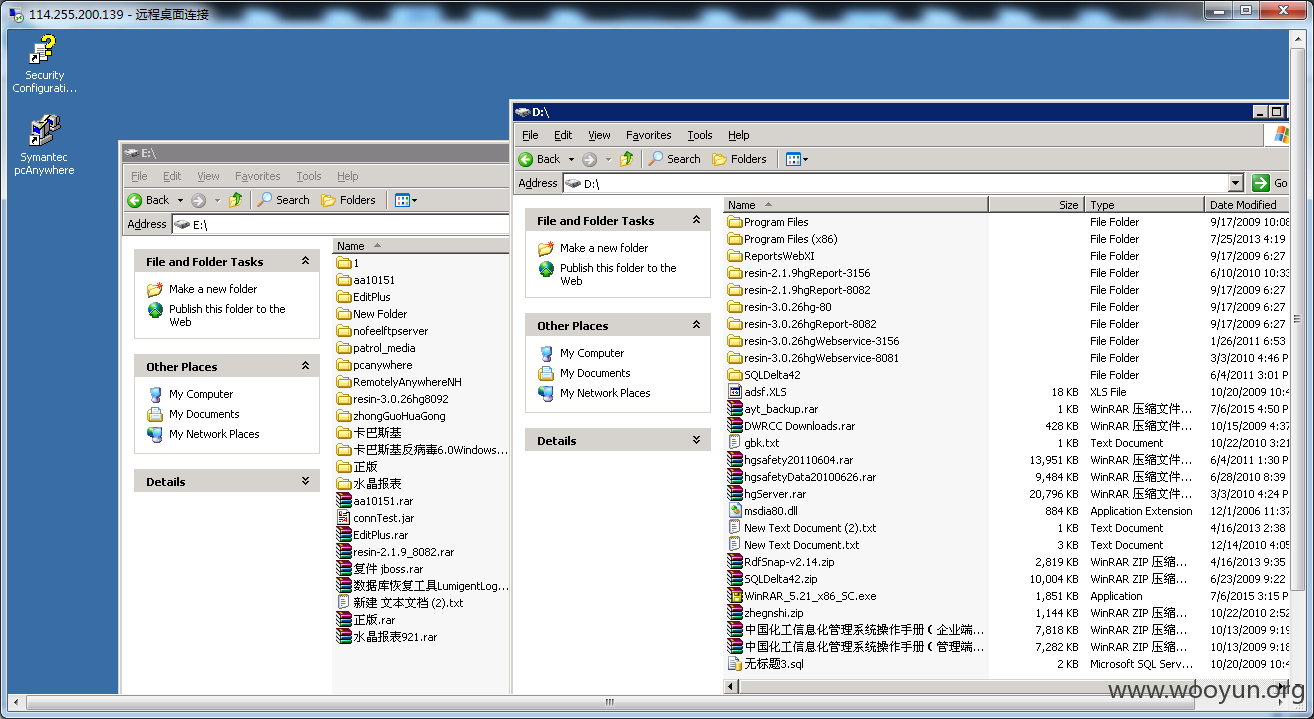 114.255.200.139 - 远程桌面连接
Security
Configurati...
Symantec
pcAnywhere
E:\
File Edit View Favorites Tools Help
Back Search Folders
Address E:\
File and Folder Tasks
Make a new folder
Publish this folder to the
Web
Other Places
My Computer
My Documents
My Network Places
Details
Name
1
aa10151
EditPlus
New Folder
nofeelftpserver
patrol_media
pcanywhere
RemotelyAnywhereNH
resin-3.0.26hg8092
zhongGuoHuaGong
卡巴斯基
卡巴斯基反病毒6.0Windows...
正版
水晶报表
aa10151.rar
connTest.jar
EditPlus.rar
resin-2.1.9_8082.rar
复件 jboss.rar
数据库恢复工具LumigentLog...
新建 文本文档 (2).txt
正版.rar
水晶报表921.rar
D:\
File Edit View Favorites Tools Help
Back Search Folders
Address D:\ Go
File and Folder Tasks
Make a new folder
Publish this folder to the
Web
Other Places
My Computer
My Documents
My Network Places
Details
Name Size Type Date Modified
Program Files File Folder 9/17/2009 10:08
Program Files (x86) File Folder 7/25/2013 4:19
ReportsWebXI File Folder 9/17/2009 6:27
resin-2.1.9hgReport-3156 File Folder 6/10/2010 10:33
resin-2.1.9hgReport-8082 File Folder 9/17/2009 6:27
resin-3.0.26hg-80 File Folder 9/17/2009 6:27
resin-3.0.26hgReport-8082 File Folder 9/17/2009 6:27
resin-3.0.26hgWebservice-3156 File Folder 1/26/2011 6:53
resin-3.0.26hgWebservice-8081 File Folder 3/3/2010 4:46 P
SQLDelta42 File Folder 6/4/2011 3:01 P
adsf.XLS 18 KB XLS File 10/20/2009 10:4
ayt_backup.rar 1 KB WinRAR 压缩文件... 7/6/2015 4:50 P
DWRCC Downloads.rar 428 KB WinRAR 压缩文件... 10/15/2009 4:37
gbk.txt 1 KB Text Document 10/22/2010 3:21
hgsafety20110604.rar 13,951 KB WinRAR 压缩文件... 6/4/2011 1:30 P
hgsafetyData20100626.rar 9,484 KB WinRAR 压缩文件... 6/28/2010 8:39
hgServer.rar 20,796 KB WinRAR 压缩文件... 3/3/2010 4:24 P
msdia80.dll 884 KB Application Extension 12/1/2006 11:37
New Text Document (2).txt 1 KB Text Document 4/16/2013 2:38
New Text Document.txt 3 KB Text Document 12/14/2010 4:05
RdfSnap-v2.14.zip 2,819 KB WinRAR ZIP 压缩... 4/16/2013 9:35
SQLDelta42.zip 10,004 KB WinRAR ZIP 压缩... 6/23/2009 9:22
WinRAR_5.21_x86_SC.exe 1,851 KB Application 7/6/2015 3:15 P
zhegnshi.zip 1,144 KB WinRAR ZIP 压缩... 10/22/2010 2:52
中国化工信息化管理系统操作手册（企业端... 7,818 KB WinRAR ZIP 压缩... 10/13/2009 9:19
中国化工信息化管理系统操作手册（管理端... 7,282 KB WinRAR ZIP 压缩... 10/13/2009 9:18
无标题3.sql 2 KB Microsoft SQL Serv... 10/20/2009 10:4
www.wooyun.org